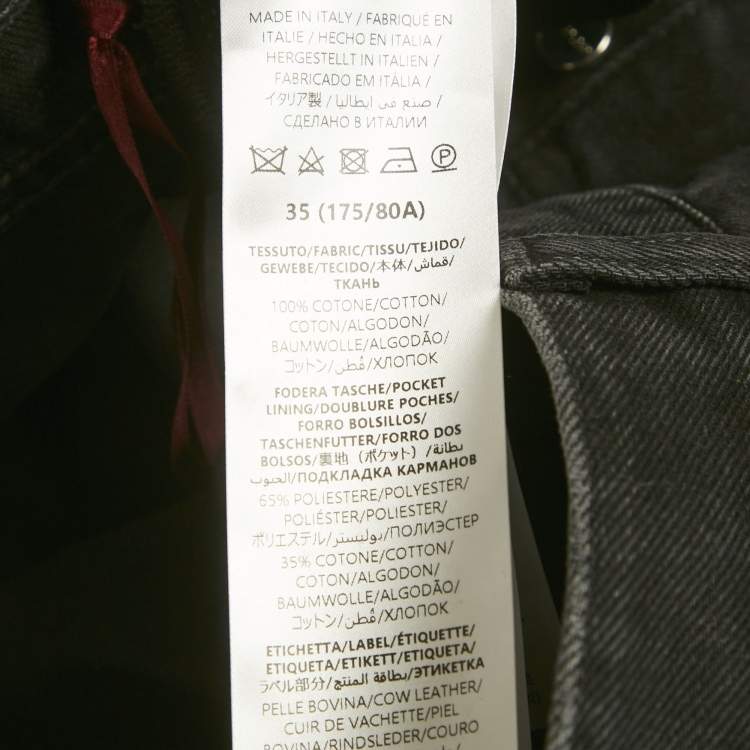 MADE IN ITALY / FABRIQUÉ EN
ITALIE / HECHO EN ITALIA /
HERGESTELLT IN ITALIEN /
FABRICADO EM ITÁLIA /
イタリア製 / صنع في ايطاليا /
СДЕЛАНО В ИТАЛИИ
35 (175/80A)
TESSUTO/FABRIC/TISSU/TEJIDO/
GEWEBE/TECIDO/本体/قماش/
ТКАНЬ
100% COTONE/COTTON/
COTON/ALGODON/
BAUMWOLLE/ALGODÃO/
コットン/قُطن/ХЛОПОК
FODERA TASCHE/POCKET
LINING/DOUBLURE POCHES/
FORRO BOLSILLOS/
TASCHENFUTTER/FORRO DOS
BOLSOS/裏地 (ポケット)/بطانة
الجيوب/ПОДКЛАДКА КАРМАНОВ
65% POLIESTERE/POLYESTER/
POLIÉSTER/POLIESTER/
ポリエステル/بوليستر/ПОЛИЭСТЕР
35% COTONE/COTTON/
COTON/ALGODON/
BAUMWOLLE/ALGODÃO/
コットン/قُطن/ХЛОПОК
ETICHETTA/LABEL/ÉTIQUETTE/
ETIQUETA/ETIKETT/ETIQUETA/
ラベル部分/بطاقة المنتج/ЭТИКЕТКА
PELLE BOVINA/COW LEATHER/
CUIR DE VACHETTE/PIEL
BOVINA/RINDSLEDER/COURO